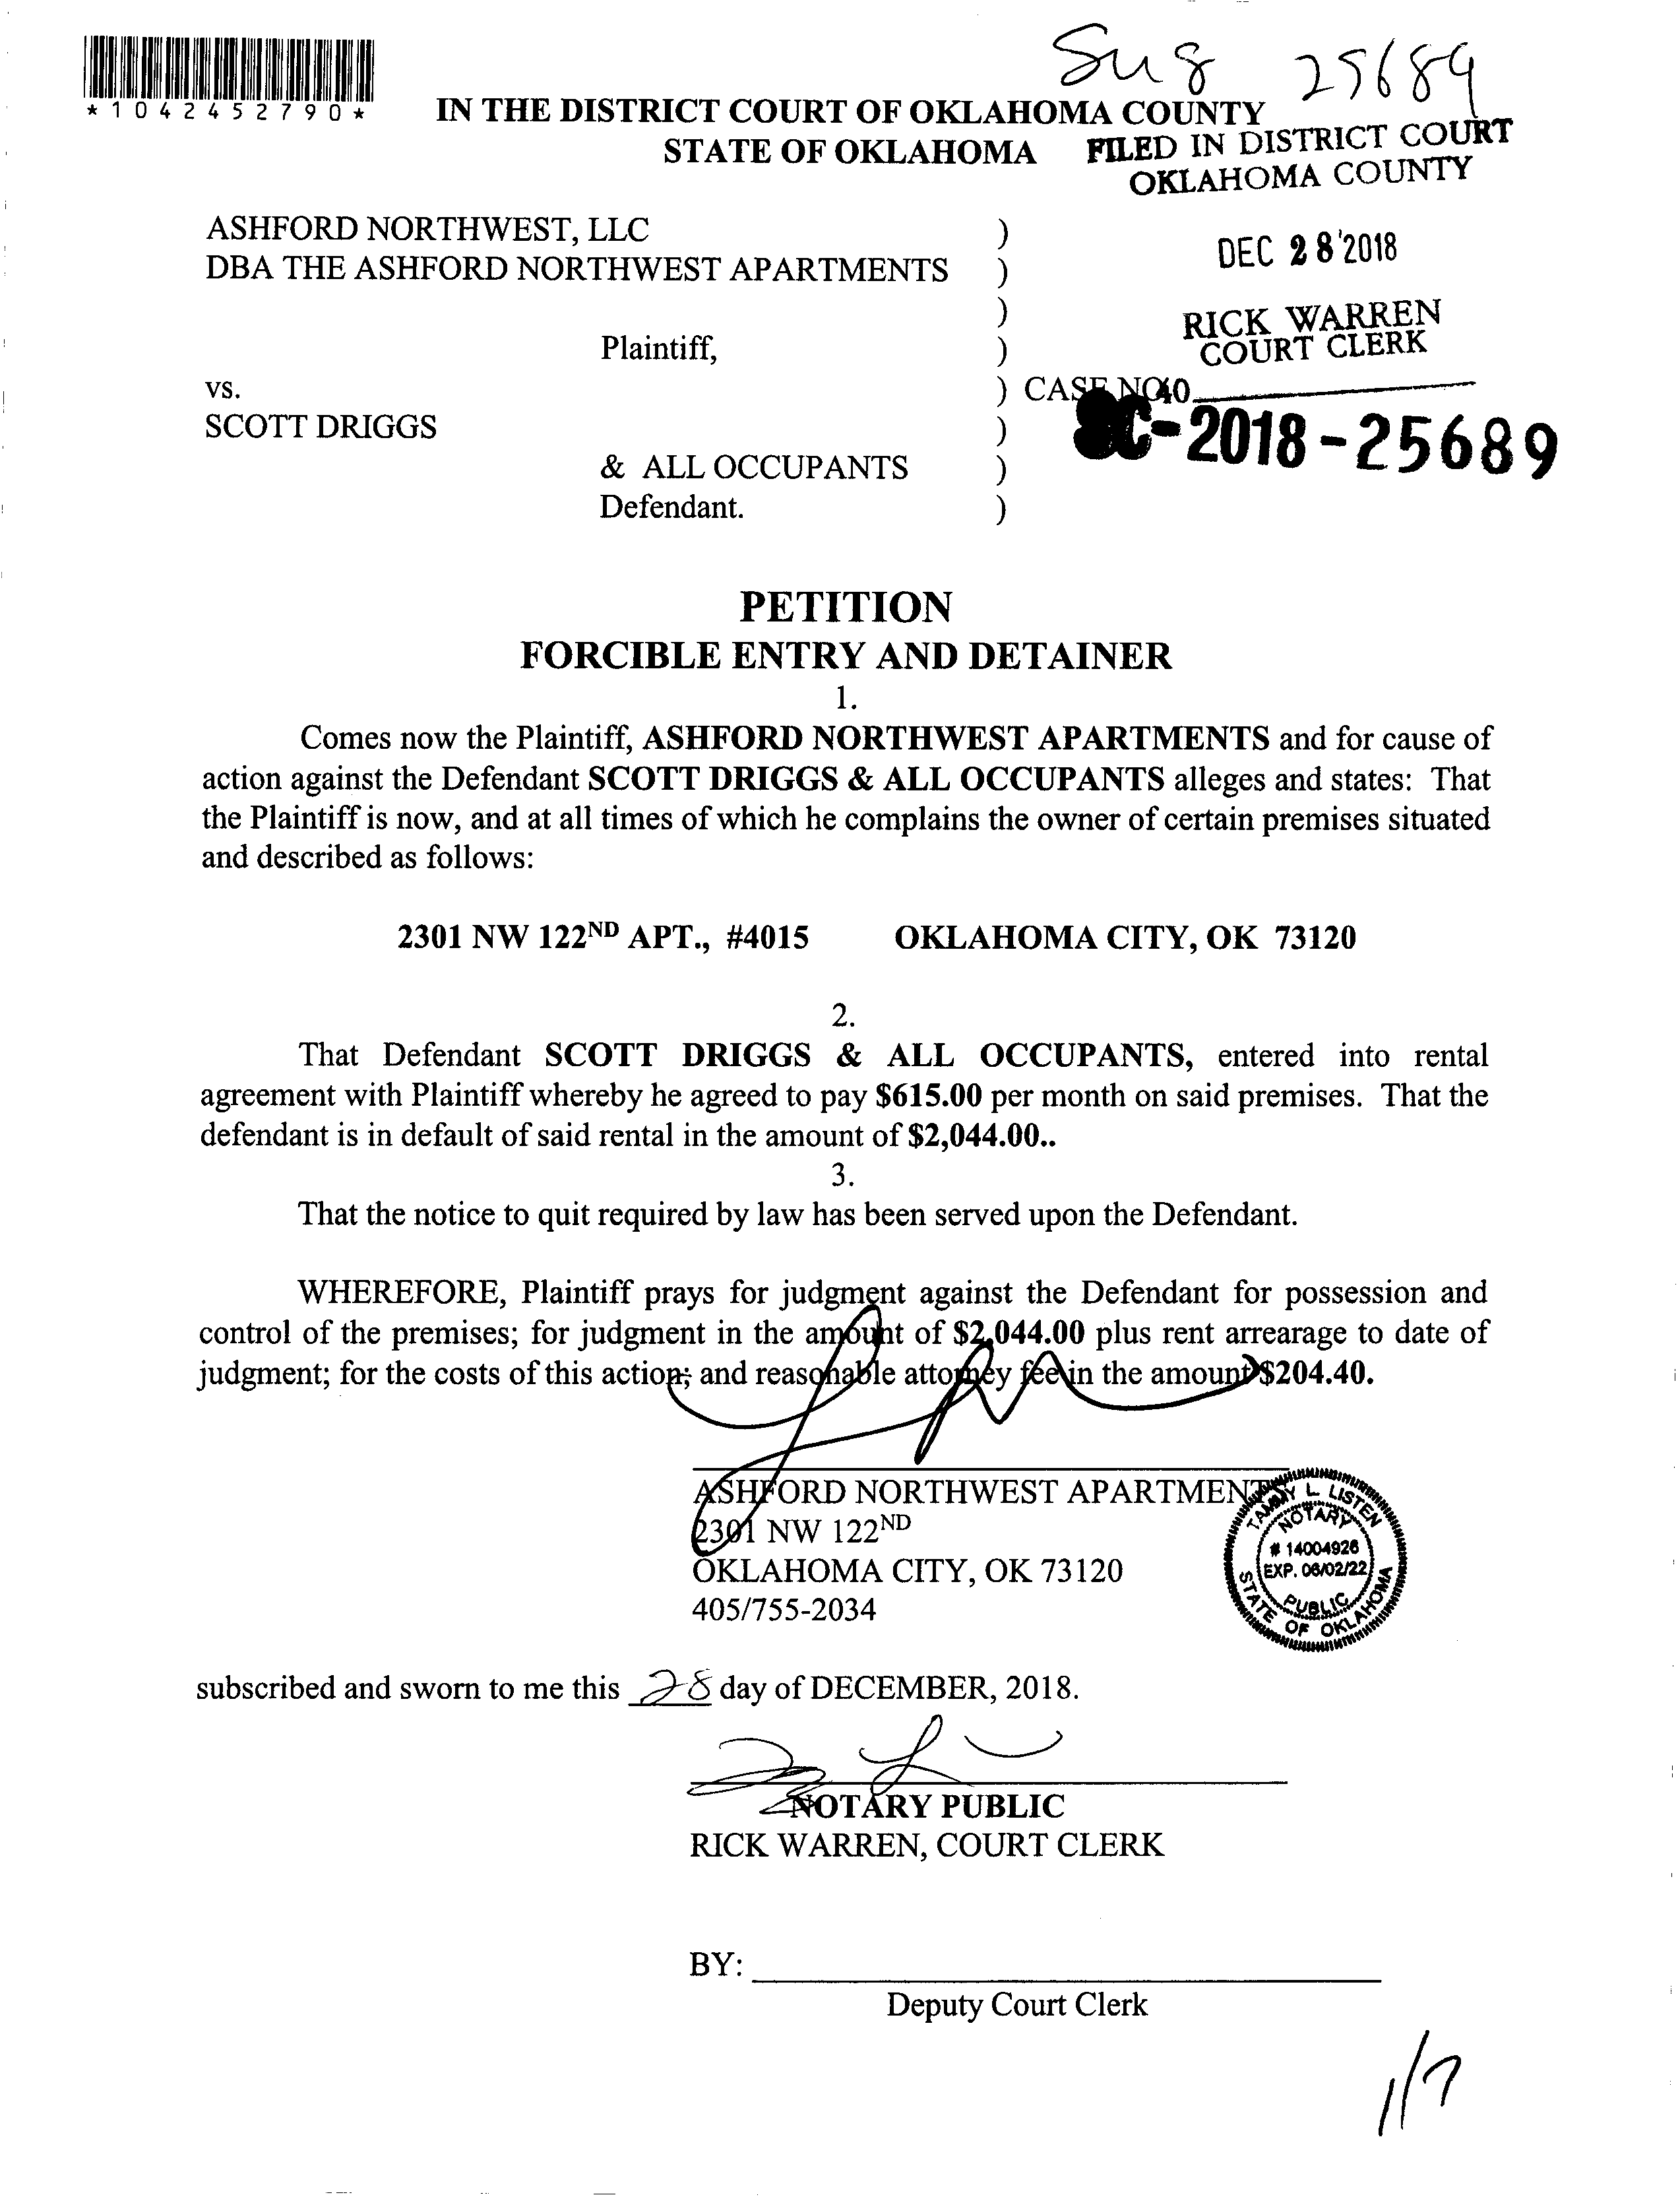 25689
*1042452790*
IN THE DISTRICT COURT OF OKLAHOMA COUNTY
STATE OF OKLAHOMA
FILED IN DISTRICT COURT
OKLAHOMA COUNTY
ASHFORD NORTHWEST, LLC )
DBA THE ASHFORD NORTHWEST APARTMENTS )
DEC 28 2018
)
RICK WARREN
COURT CLERK
Plaintiff, )
vs. ) CASE NO.
40
SCOTT DRIGGS )
SC-2018-25689
& ALL OCCUPANTS )
Defendant. )
PETITION
FORCIBLE ENTRY AND DETAINER
1.
Comes now the Plaintiff, ASHFORD NORTHWEST APARTMENTS and for cause of
action against the Defendant SCOTT DRIGGS & ALL OCCUPANTS alleges and states: That
the Plaintiff is now, and at all times of which he complains the owner of certain premises situated
and described as follows:
2301 NW 122ND APT., #4015 OKLAHOMA CITY, OK 73120
2.
That Defendant SCOTT DRIGGS & ALL OCCUPANTS, entered into rental
agreement with Plaintiff whereby he agreed to pay $615.00 per month on said premises. That the
defendant is in default of said rental in the amount of $2,044.00..
3.
That the notice to quit required by law has been served upon the Defendant.
WHEREFORE, Plaintiff prays for judgment against the Defendant for possession and
control of the premises; for judgment in the amount of $2,044.00 plus rent arrearage to date of
judgment; for the costs of this action; and reasonable attorney fee in the amount $204.40.
ASHFORD NORTHWEST APARTMENTS
2301 NW 122ND
OKLAHOMA CITY, OK 73120
405/755-2034
TAMMY L. LISTEN
NOTARY
# 14004926
EXP. 06/02/22
PUBLIC
STATE OF OKLAHOMA
subscribed and sworn to me this 28 day of DECEMBER, 2018.
NOTARY PUBLIC
RICK WARREN, COURT CLERK
BY:
Deputy Court Clerk
1/7